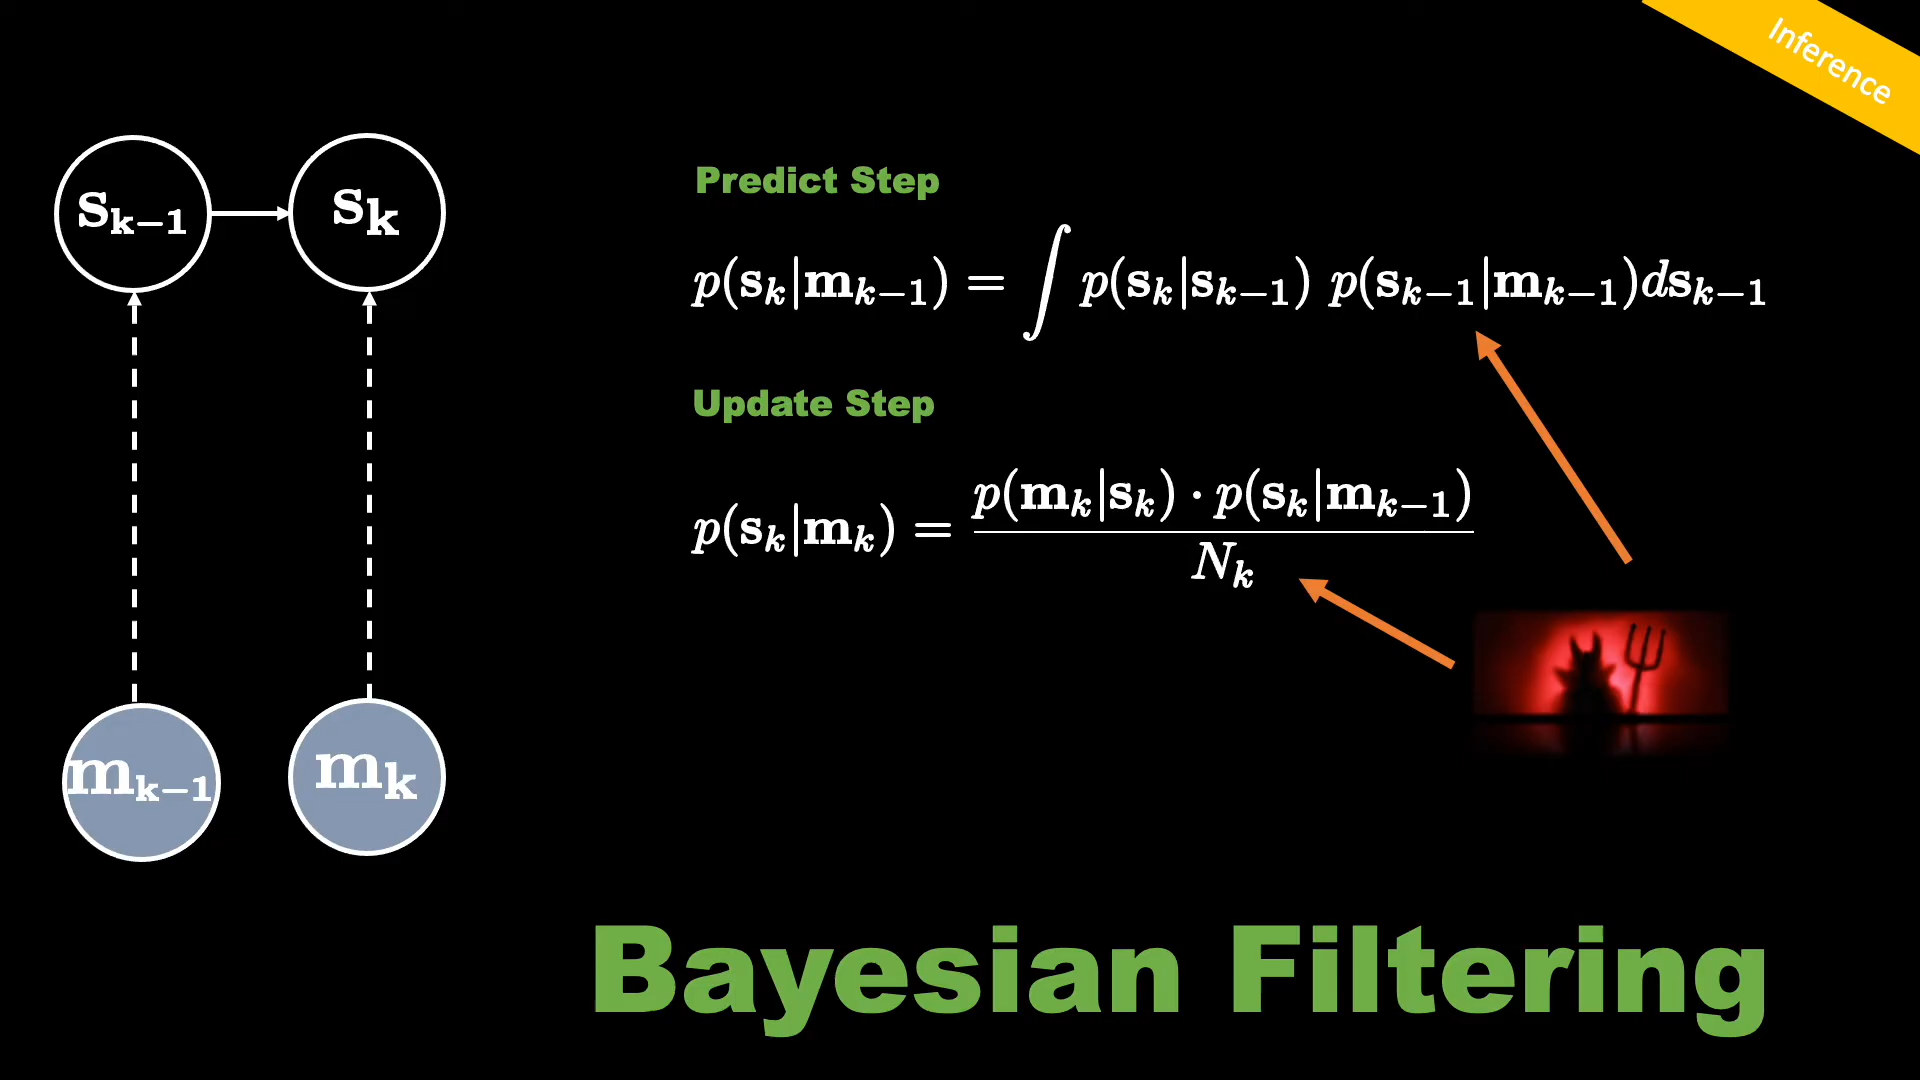 Inference
s_{k-1}
s_k
Predict Step
p(s_k|m_{k-1}) = ∫ p(s_k|s_{k-1}) p(s_{k-1}|m_{k-1})ds_{k-1}
Update Step
p(s_k|m_k) = \frac{p(m_k|s_k) · p(s_k|m_{k-1})}{N_k}
m_{k-1}
m_k
Bayesian Filtering